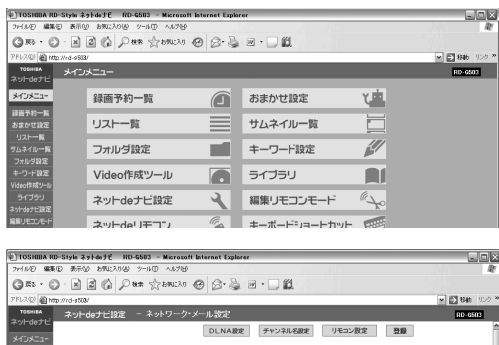 TOSHIBA RD-Style ネットdeナビ RD-G503 - Microsoft Internet Explorer
ファイル(F) 編集(E) 表示(V) お気に入り(A) ツール(T) ヘルプ(H)
戻る 検索 お気に入り
アドレス(D) http://rd-g503/ 移動 リンク »
TOSHIBA
ネットdeナビ メインメニュー RD-G503
メインメニュー
録画予約一覧
おまかせ設定
リスト一覧
サムネイル一覧
フォルダ設定
キーワード設定
Video作成ツール
ライブラリ
ネットdeナビ設定
編集リモコンモード
録画予約一覧 おまかせ設定
リスト一覧 サムネイル一覧
フォルダ設定 キーワード設定
Video作成ツール ライブラリ
ネットdeナビ設定 編集リモコンモード
ネットdeリモコン キーボードショートカット
TOSHIBA RD-Style ネットdeナビ RD-G503 - Microsoft Internet Explorer
ファイル(F) 編集(E) 表示(V) お気に入り(A) ツール(T) ヘルプ(H)
戻る 検索 お気に入り
アドレス(D) http://rd-g503/ 移動 リンク »
TOSHIBA
ネットdeナビ ネットdeナビ設定 － ネットワーク・メール設定 RD-G503
メインメニュー
DLNA設定 チャンネル名設定 リモコン設定 登録